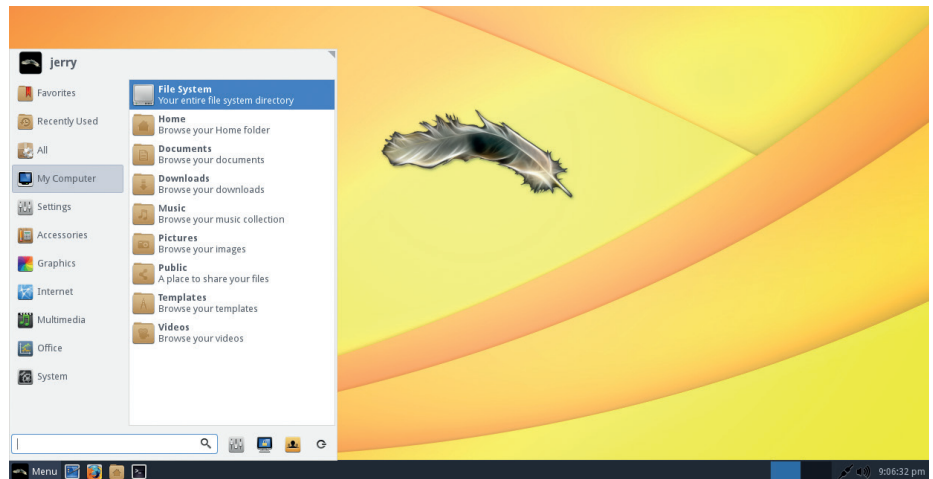 jerry
Favorites
Recently Used
All
My Computer
Settings
Accessories
Graphics
Internet
Multimedia
Office
System
File System
Your entire file system directory
Home
Browse your Home folder
Documents
Browse your documents
Downloads
Browse your downloads
Music
Browse your music collection
Pictures
Browse your images
Public
A place to share your files
Templates
Browse your templates
Videos
Browse your videos
Menu
9:06:32 pm